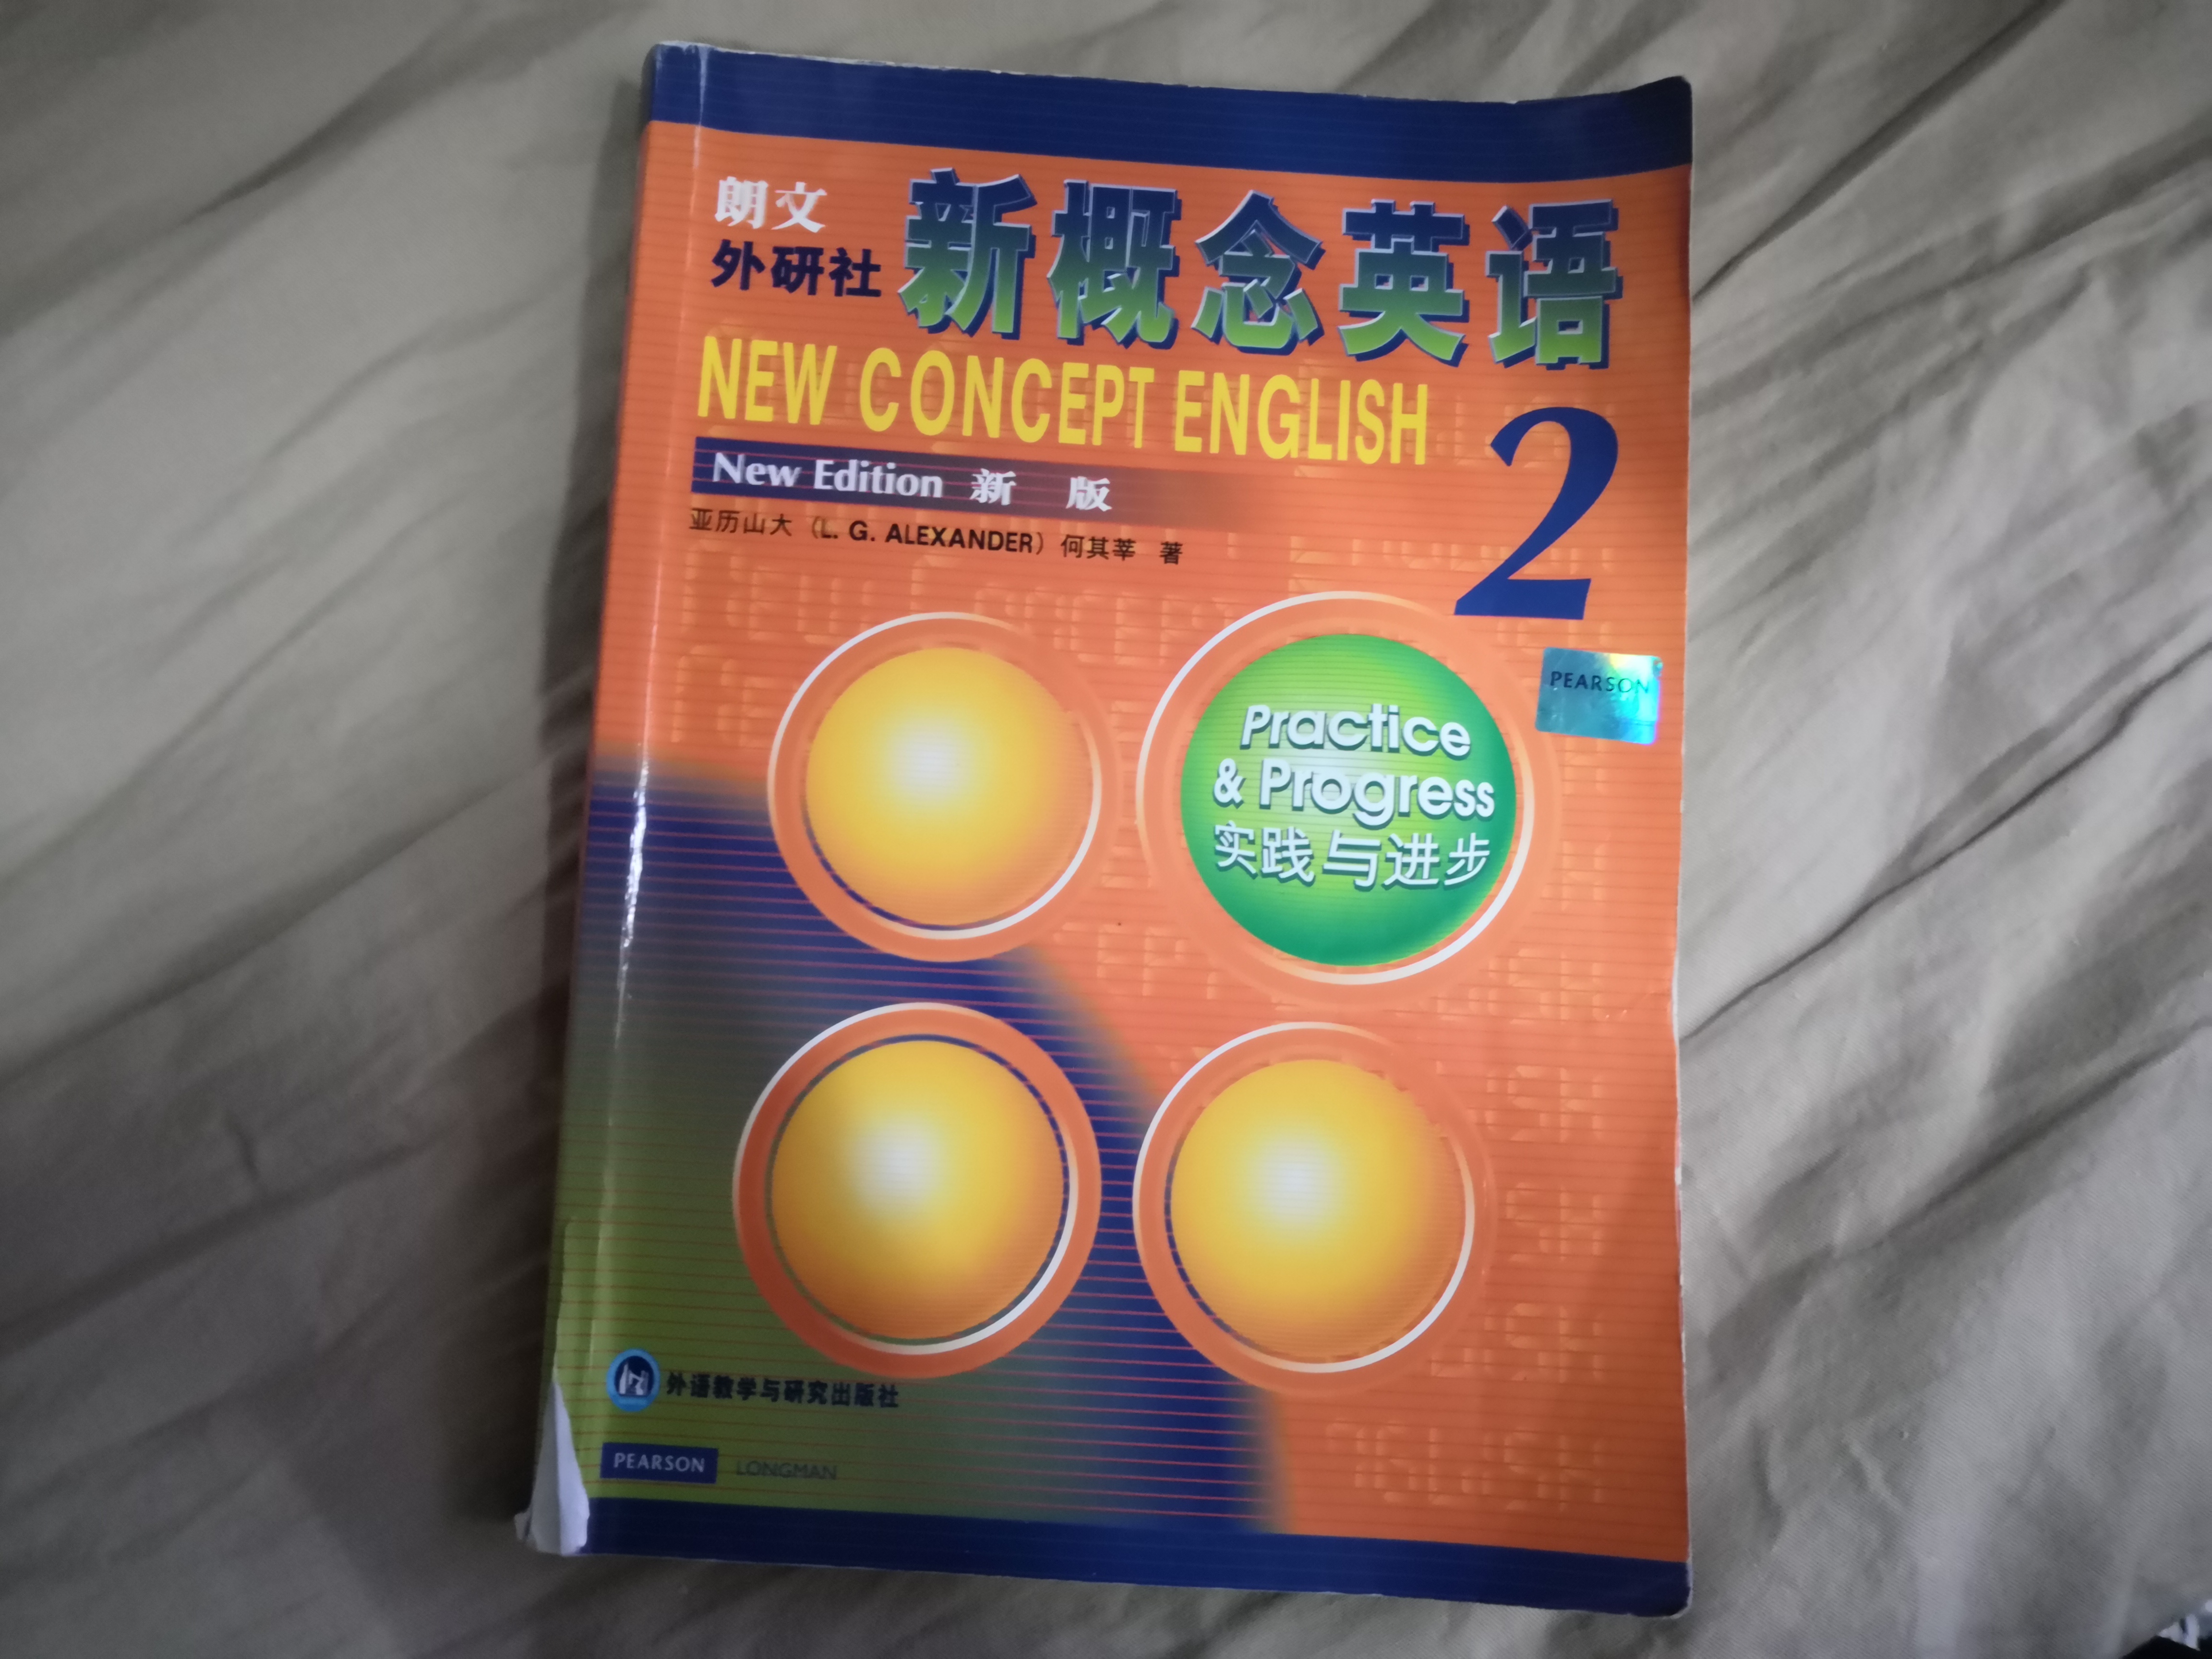 朗文
外研社
新概念英语
NEW CONCEPT ENGLISH
2
New Edition 新 版
亚历山大 (L. G. ALEXANDER) 何其莘 著
PEARSON
Practice
& Progress
实践与进步
外语教学与研究出版社
PEARSON LONGMAN